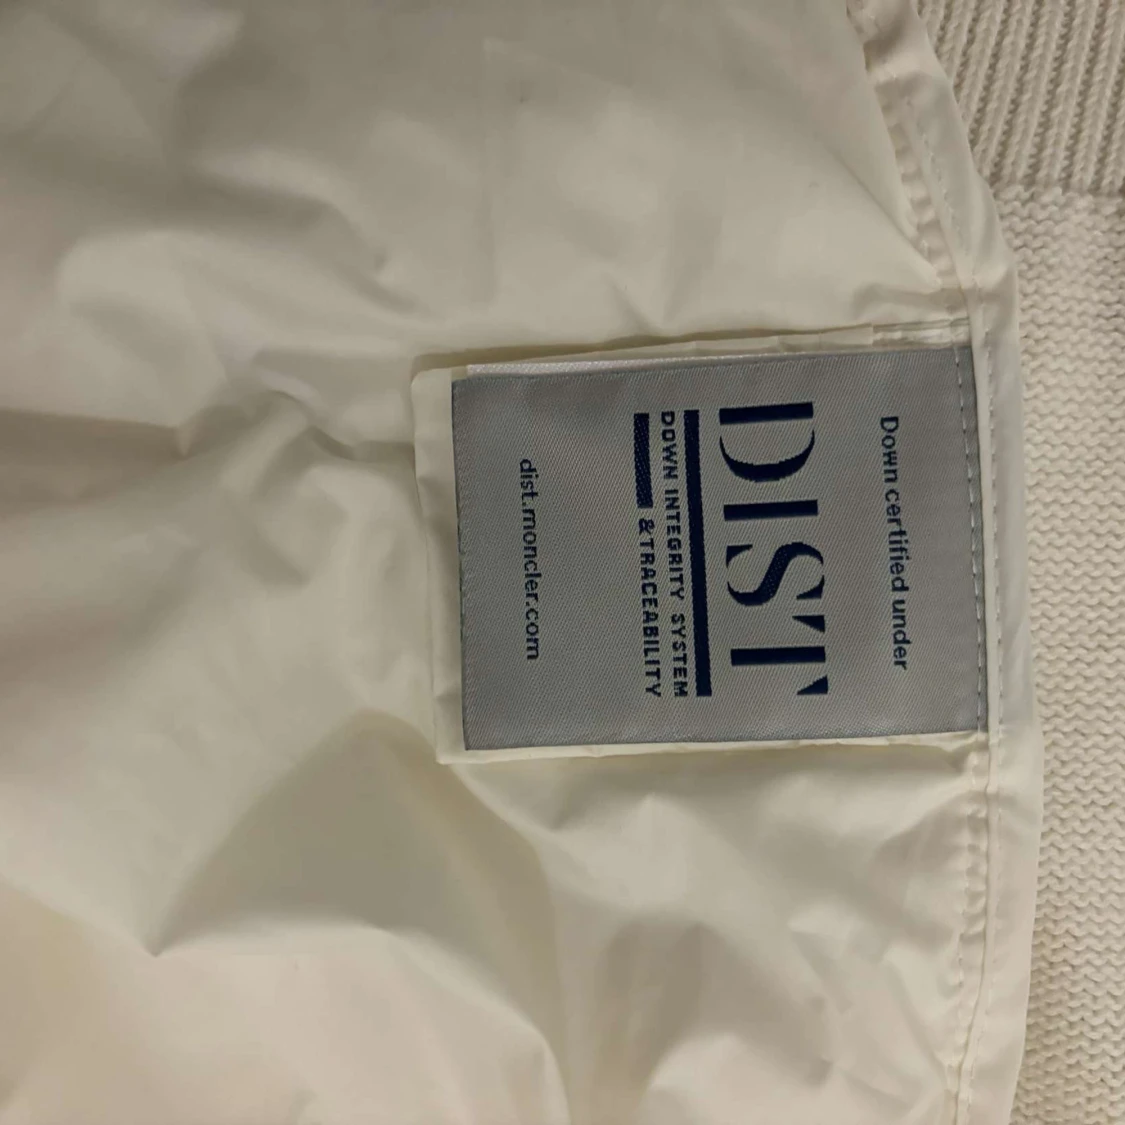 Down certified under
DIST
DOWN INTEGRITY SYSTEM
&TRACEABILITY
dist.moncler.com